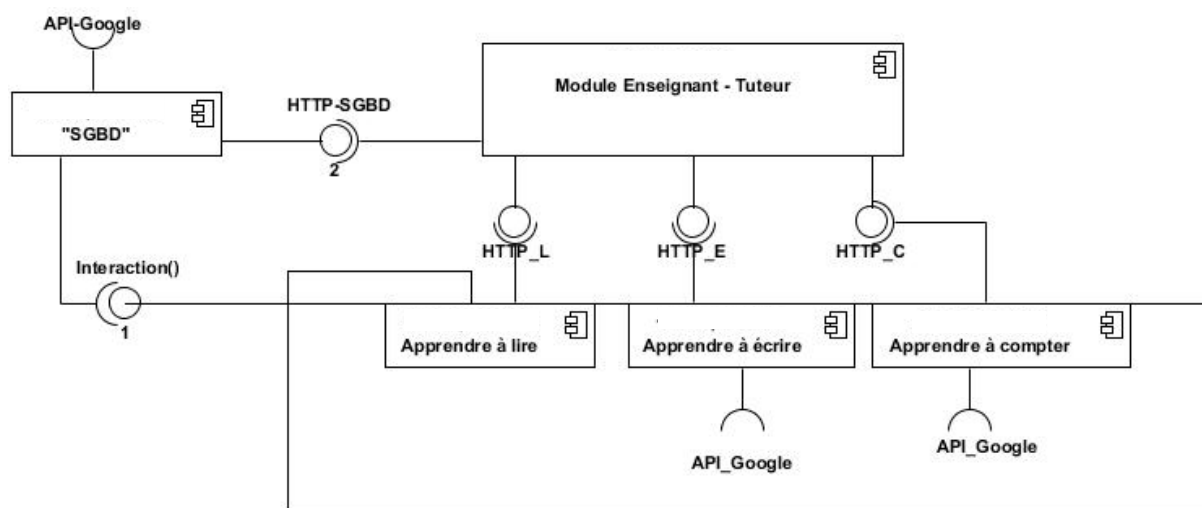 API-Google
Module Enseignant - Tuteur
HTTP-SGBD
"SGBD"
2
HTTP_L
HTTP_E
HTTP_C
Interaction()
1
Apprendre à lire
Apprendre à écrire
Apprendre à compter
API_Google
API_Google